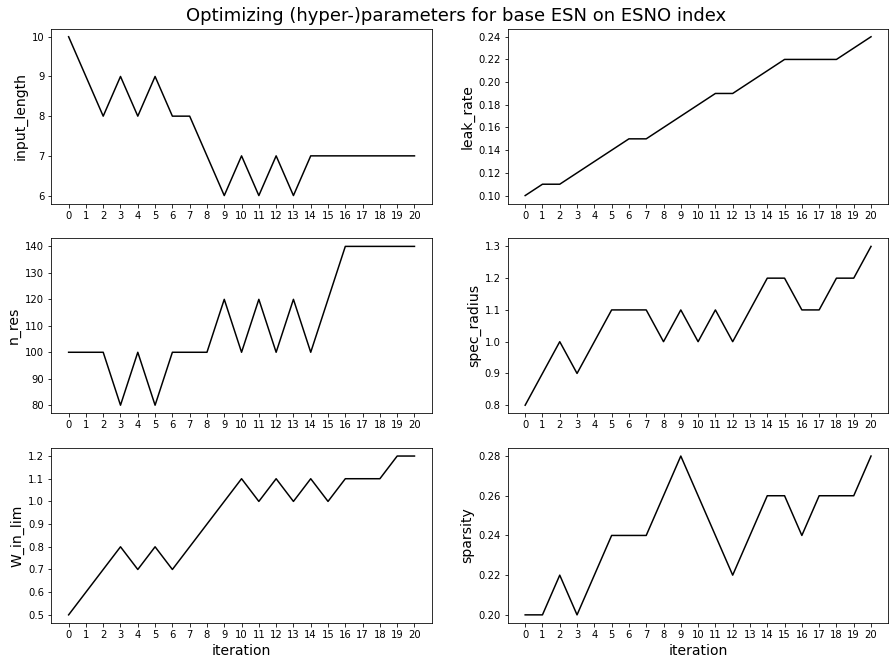 Optimizing (hyper-)parameters for base ESN on ESNO index
input_length
10
9
8
7
6
0 1 2 3 4 5 6 7 8 9 10 11 12 13 14 15 16 17 18 19 20
leak_rate
0.24
0.22
0.20
0.18
0.16
0.14
0.12
0.10
0 1 2 3 4 5 6 7 8 9 10 11 12 13 14 15 16 17 18 19 20
n_res
140
130
120
110
100
90
80
0 1 2 3 4 5 6 7 8 9 10 11 12 13 14 15 16 17 18 19 20
spec_radius
1.3
1.2
1.1
1.0
0.9
0.8
0 1 2 3 4 5 6 7 8 9 10 11 12 13 14 15 16 17 18 19 20
W_in_lim
1.2
1.1
1.0
0.9
0.8
0.7
0.6
0.5
0 1 2 3 4 5 6 7 8 9 10 11 12 13 14 15 16 17 18 19 20
iteration
sparsity
0.28
0.26
0.24
0.22
0.20
0 1 2 3 4 5 6 7 8 9 10 11 12 13 14 15 16 17 18 19 20
iteration